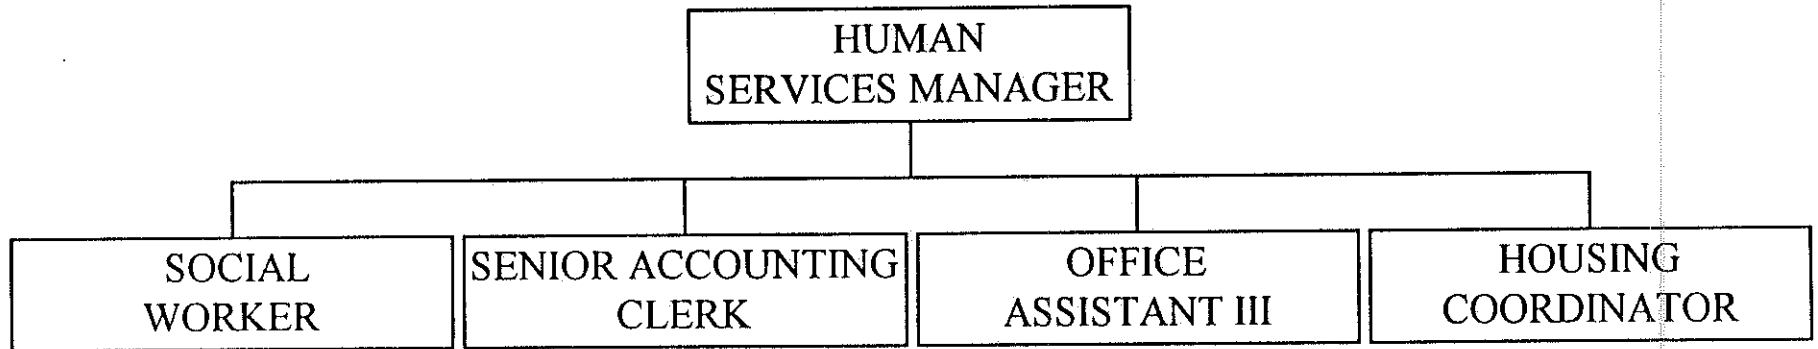 HUMAN
SERVICES MANAGER
SOCIAL
WORKER
SENIOR ACCOUNTING
CLERK
OFFICE
ASSISTANT III
HOUSING
COORDINATOR